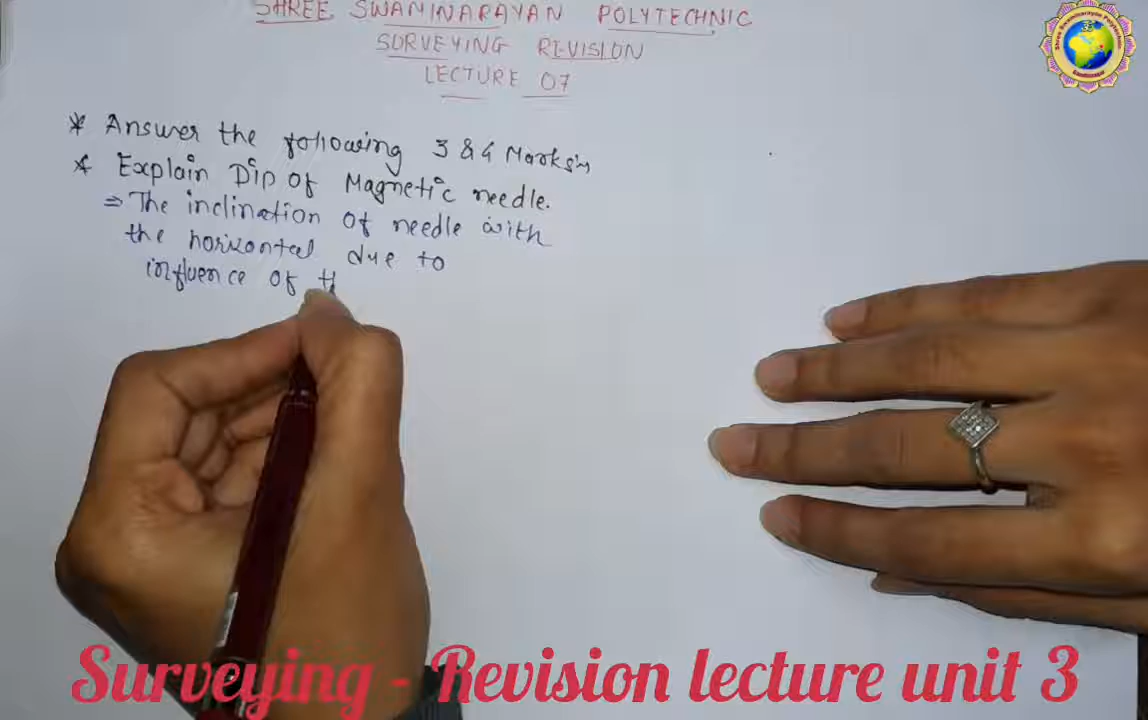 SHREE SWAMINARAYAN POLYTECHNIC
SURVEYING REVISION
LECTURE 07
* Answer the following 3 & 4 Marks
* Explain Dip Of Magnetic needle.
⇒ The inclination Of needle with
the horizontal due to
influence of th
Surveying - Revision lecture unit 3